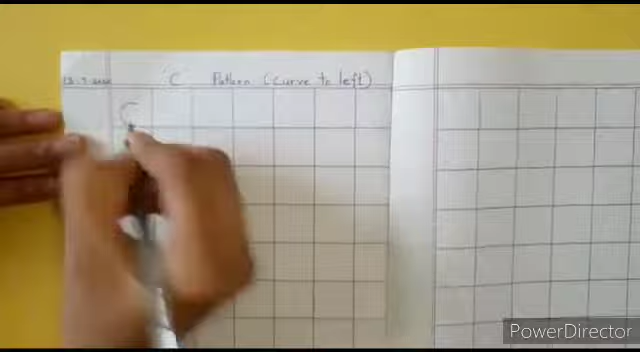 C Pattern (Curve to left)
C
PowerDirector